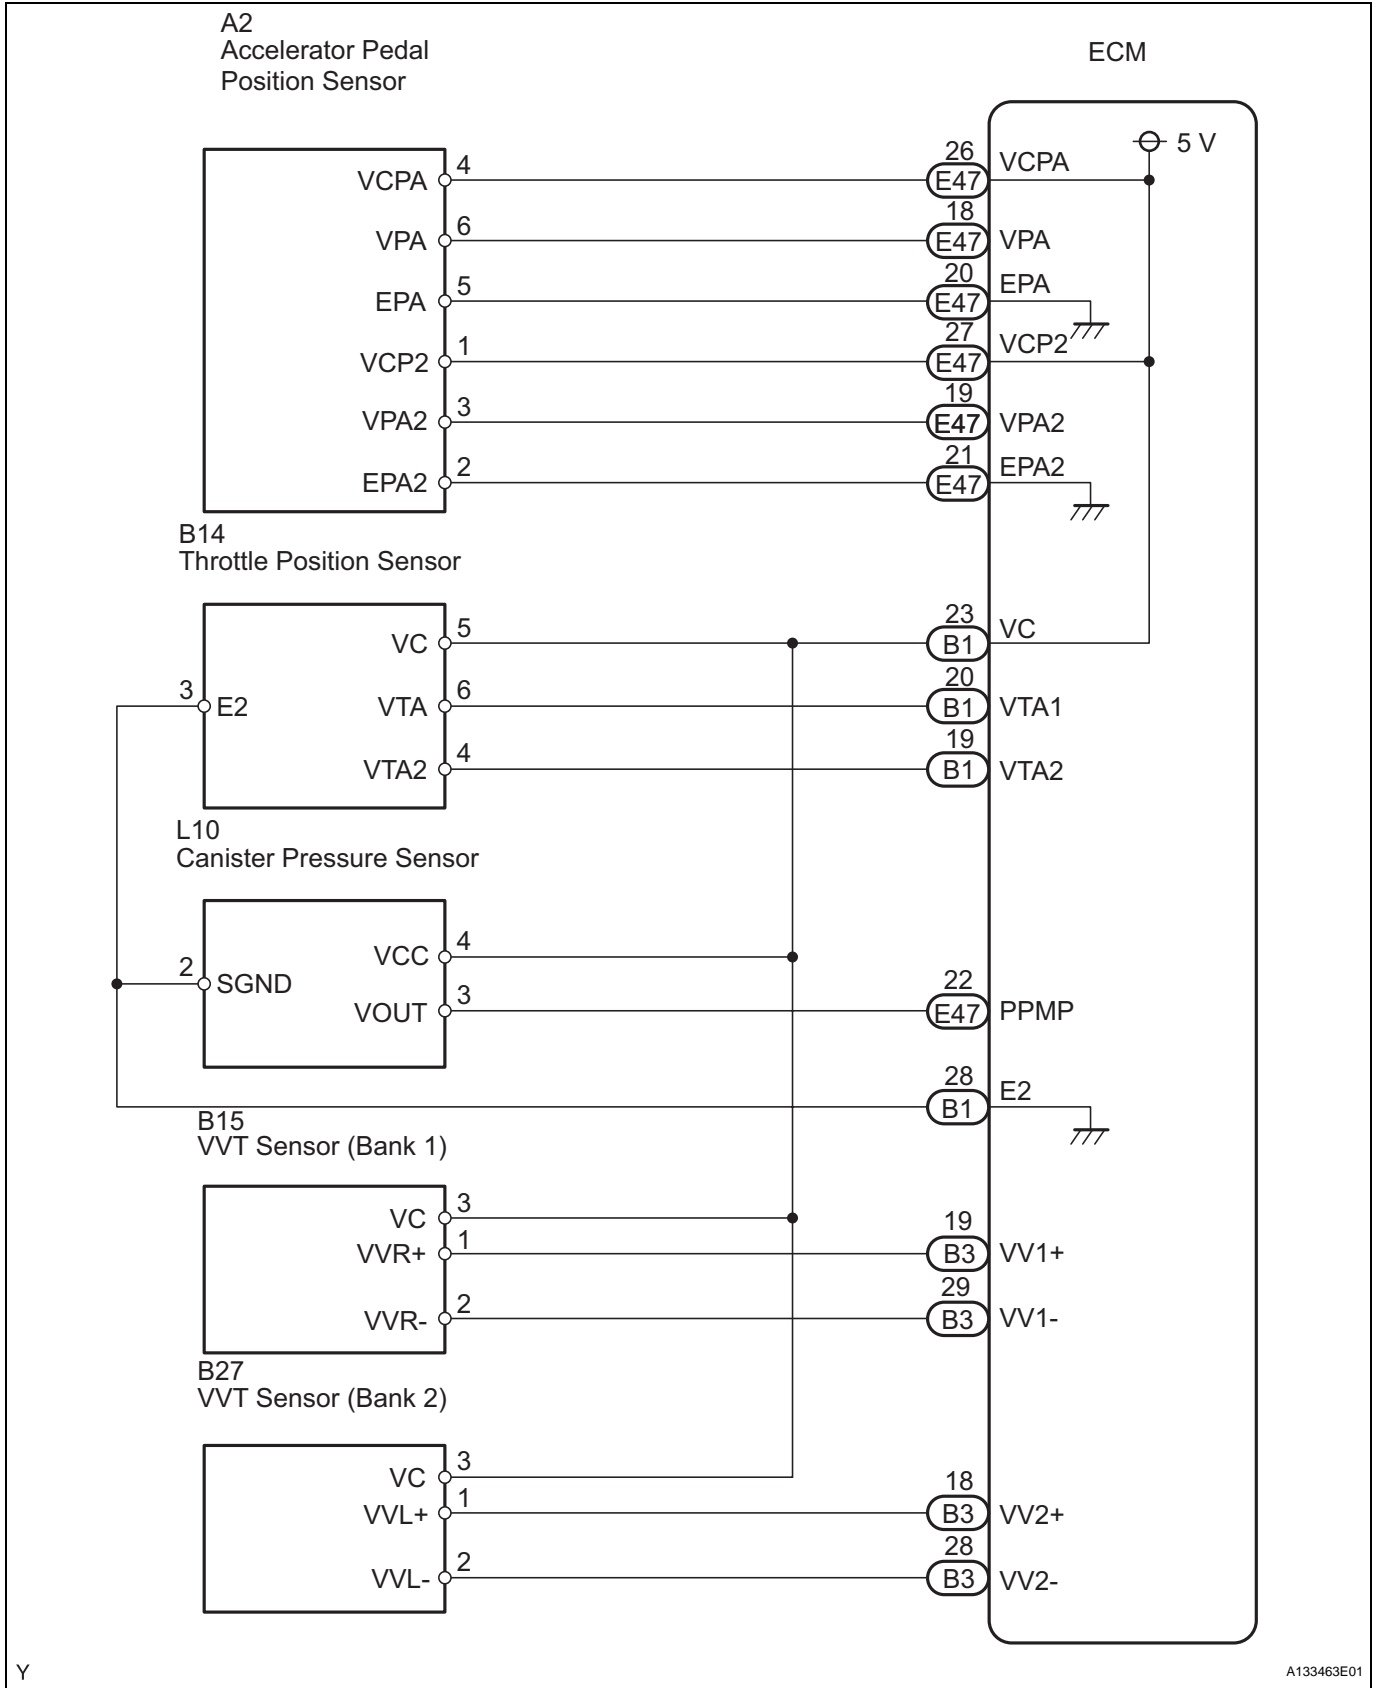 A2
Accelerator Pedal
Position Sensor
ECM
5 V
VCPA 4 26 E47 VCPA
VPA 6 18 E47 VPA
EPA 5 20 E47 EPA
VCP2 1 27 E47 VCP2
VPA2 3 19 E47 VPA2
EPA2 2 21 E47 EPA2
B14
Throttle Position Sensor
VC 5 23 B1 VC
3 E2 VTA 6 20 B1 VTA1
VTA2 4 19 B1 VTA2
L10
Canister Pressure Sensor
VCC 4
2 SGND
VOUT 3 22 E47 PPMP
28 B1 E2
B15
VVT Sensor (Bank 1)
VC 3
VVR+ 1 19 B3 VV1+
VVR- 2 29 B3 VV1-
B27
VVT Sensor (Bank 2)
VC 3
VVL+ 1 18 B3 VV2+
VVL- 2 28 B3 VV2-
Y
A133463E01